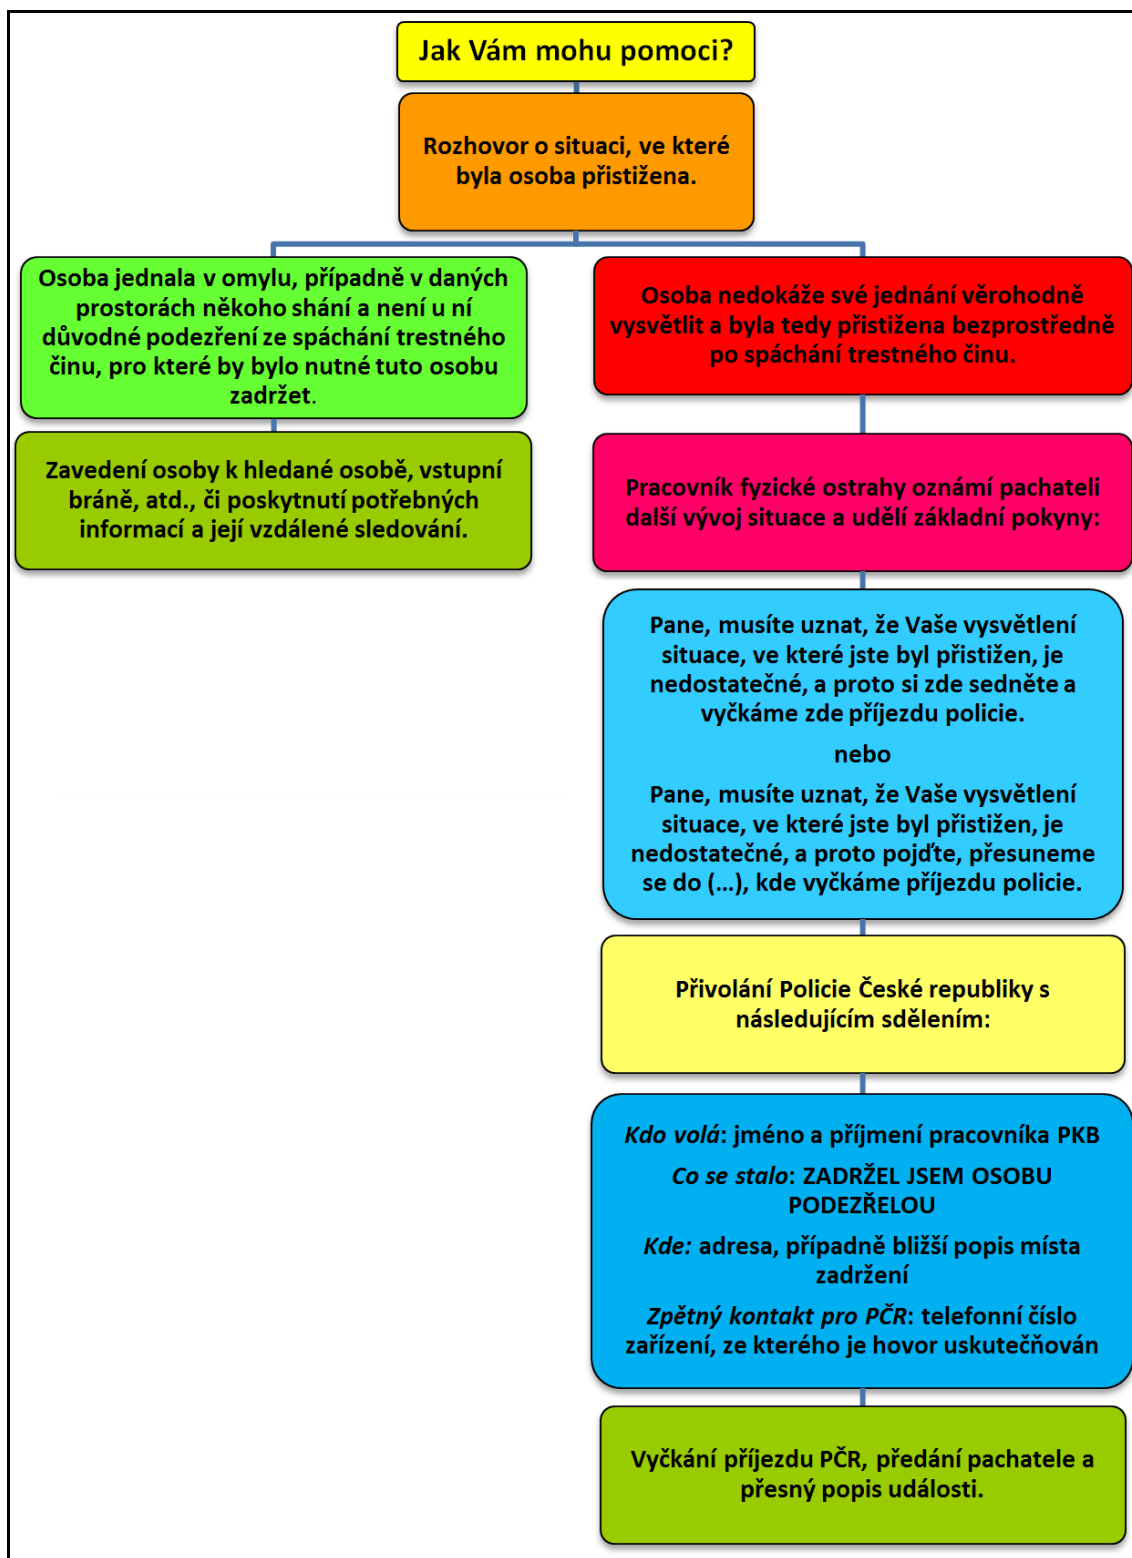 Jak Vám mohu pomoci?
Rozhovor o situaci, ve které
byla osoba přistižena.
Osoba jednala v omylu, případně v daných
prostorách někoho shání a není u ní
důvodné podezření ze spáchání trestného
činu, pro které by bylo nutné tuto osobu
zadržet.
Zavedení osoby k hledané osobě, vstupní
bráně, atd., či poskytnutí potřebných
informací a její vzdálené sledování.
Osoba nedokáže své jednání věrohodně
vysvětlit a byla tedy přistižena bezprostředně
po spáchání trestného činu.
Pracovník fyzické ostrahy oznámí pachateli
další vývoj situace a udělí základní pokyny:
Pane, musíte uznat, že Vaše vysvětlení
situace, ve které jste byl přistižen, je
nedostatečné, a proto si zde sedněte a
vyčkáme zde příjezdu policie.
nebo
Pane, musíte uznat, že Vaše vysvětlení
situace, ve které jste byl přistižen, je
nedostatečné, a proto pojďte, přesuneme
se do (...), kde vyčkáme příjezdu policie.
Přivolání Policie České republiky s
následujícím sdělením:
Kdo volá: jméno a příjmení pracovníka PKB
Co se stalo: ZADRŽEL JSEM OSOBU
PODEZŘELOU
Kde: adresa, případně bližší popis místa
zadržení
Zpětný kontakt pro PČR: telefonní číslo
zařízení, ze kterého je hovor uskutečňován
Vyčkání příjezdu PČR, předání pachatele a
přesný popis události.